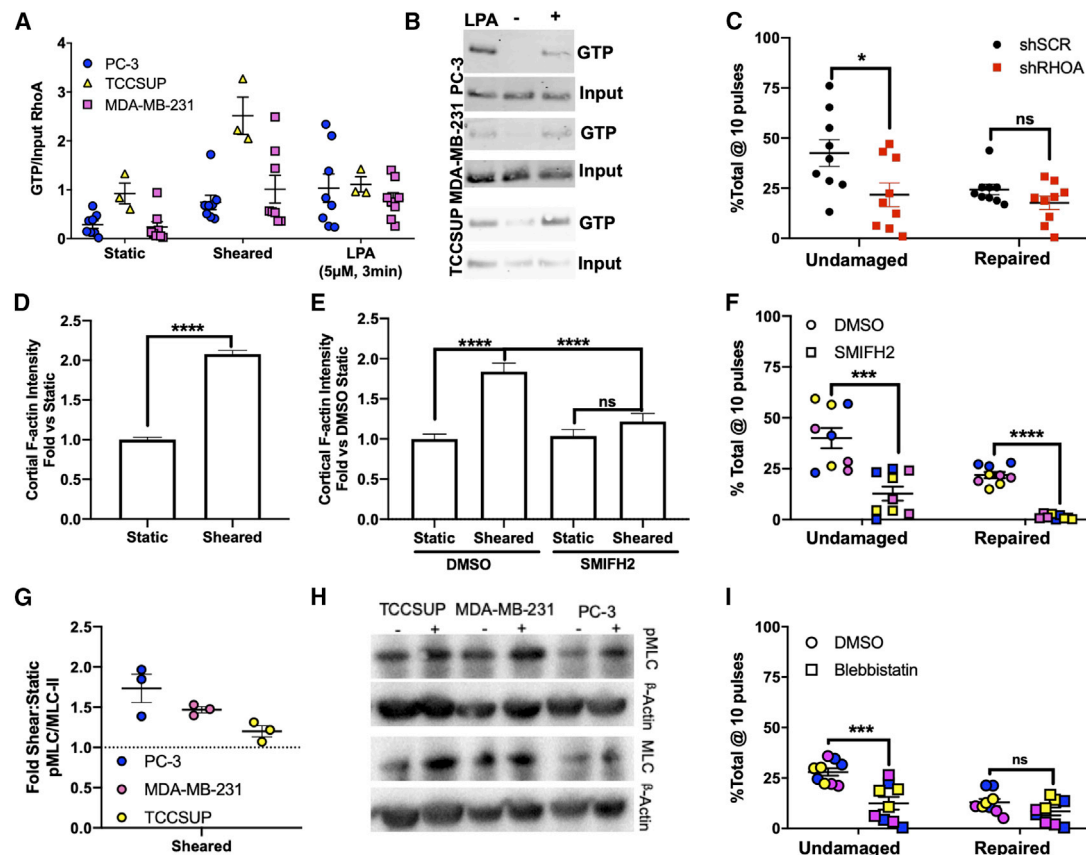 A
GTP/Input RhoA
4
3
2
1
0
PC-3
TCCSUP
MDA-MB-231
Static
Sheared
LPA
(5µM, 3min)
B
LPA - +
PC-3
GTP
Input
MDA-MB-231
GTP
Input
TCCSUP
GTP
Input
C
%Total @ 10 pulses
100
75
50
25
0
shSCR
shRHOA
*
ns
Undamaged
Repaired
D
Cortial F-actin Intensity
Fold vs Static
2.5
2.0
1.5
1.0
0.5
0.0
****
Static
Sheared
E
Cortical F-actin Intensity
Fold vs DMSO Static
2.5
2.0
1.5
1.0
0.5
0.0
****
****
ns
Static
Sheared
Static
Sheared
DMSO
SMIFH2
F
% Total @ 10 pulses
100
75
50
25
0
DMSO
SMIFH2
***
****
Undamaged
Repaired
G
Fold Shear:Static
pMLC/MLC-II
2.5
2.0
1.5
1.0
0.5
0.0
PC-3
MDA-MB-231
TCCSUP
Sheared
H
TCCSUP MDA-MB-231 PC-3
- + - + - +
pMLC
β-Actin
MLC
β-Actin
I
%Total @ 10 pulses
100
75
50
25
0
DMSO
Blebbistatin
***
ns
Undamaged
Repaired